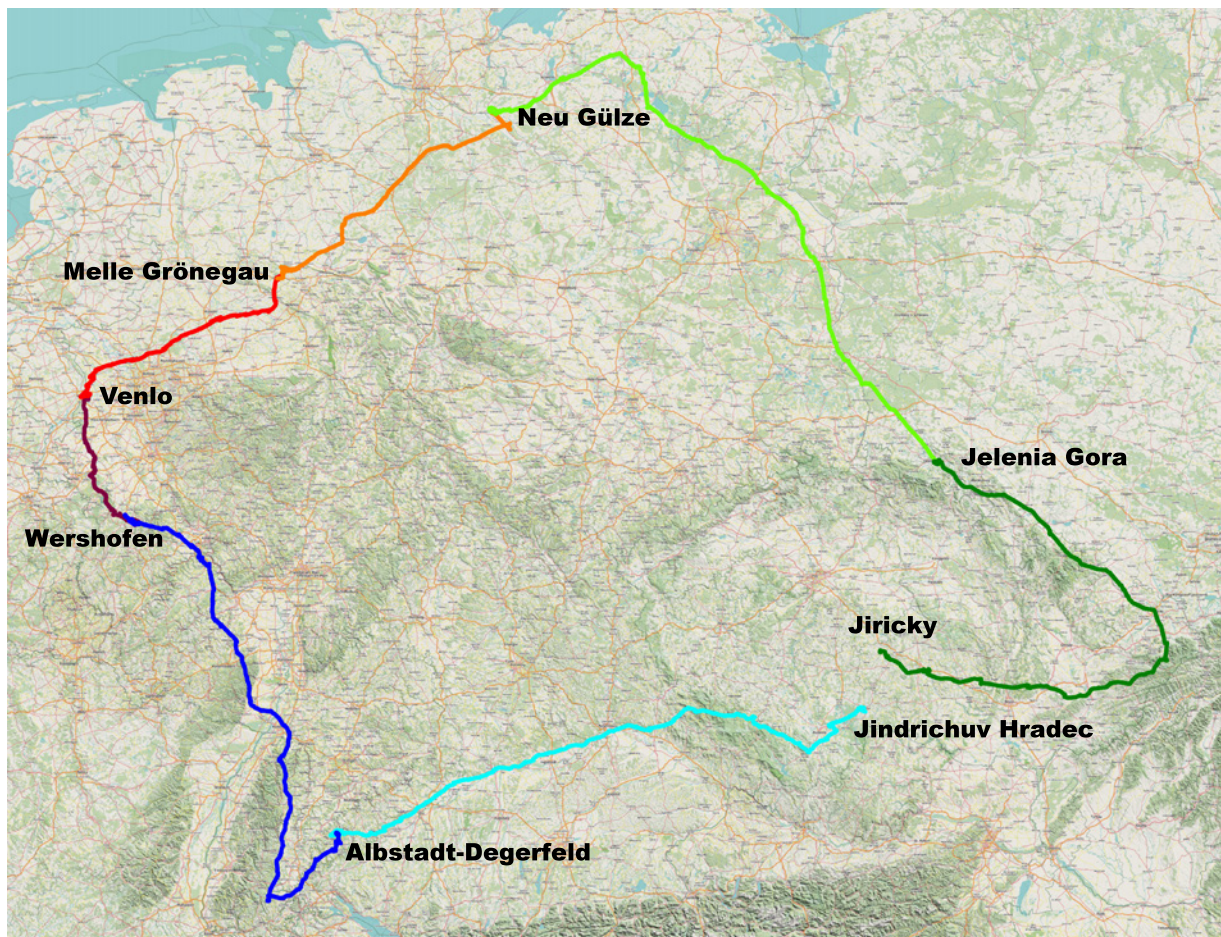 Neu Gülze
Melle Grönegau
Venlo
Jelenia Gora
Wershofen
Jiricky
Jindrichuv Hradec
Albstadt-Degerfeld